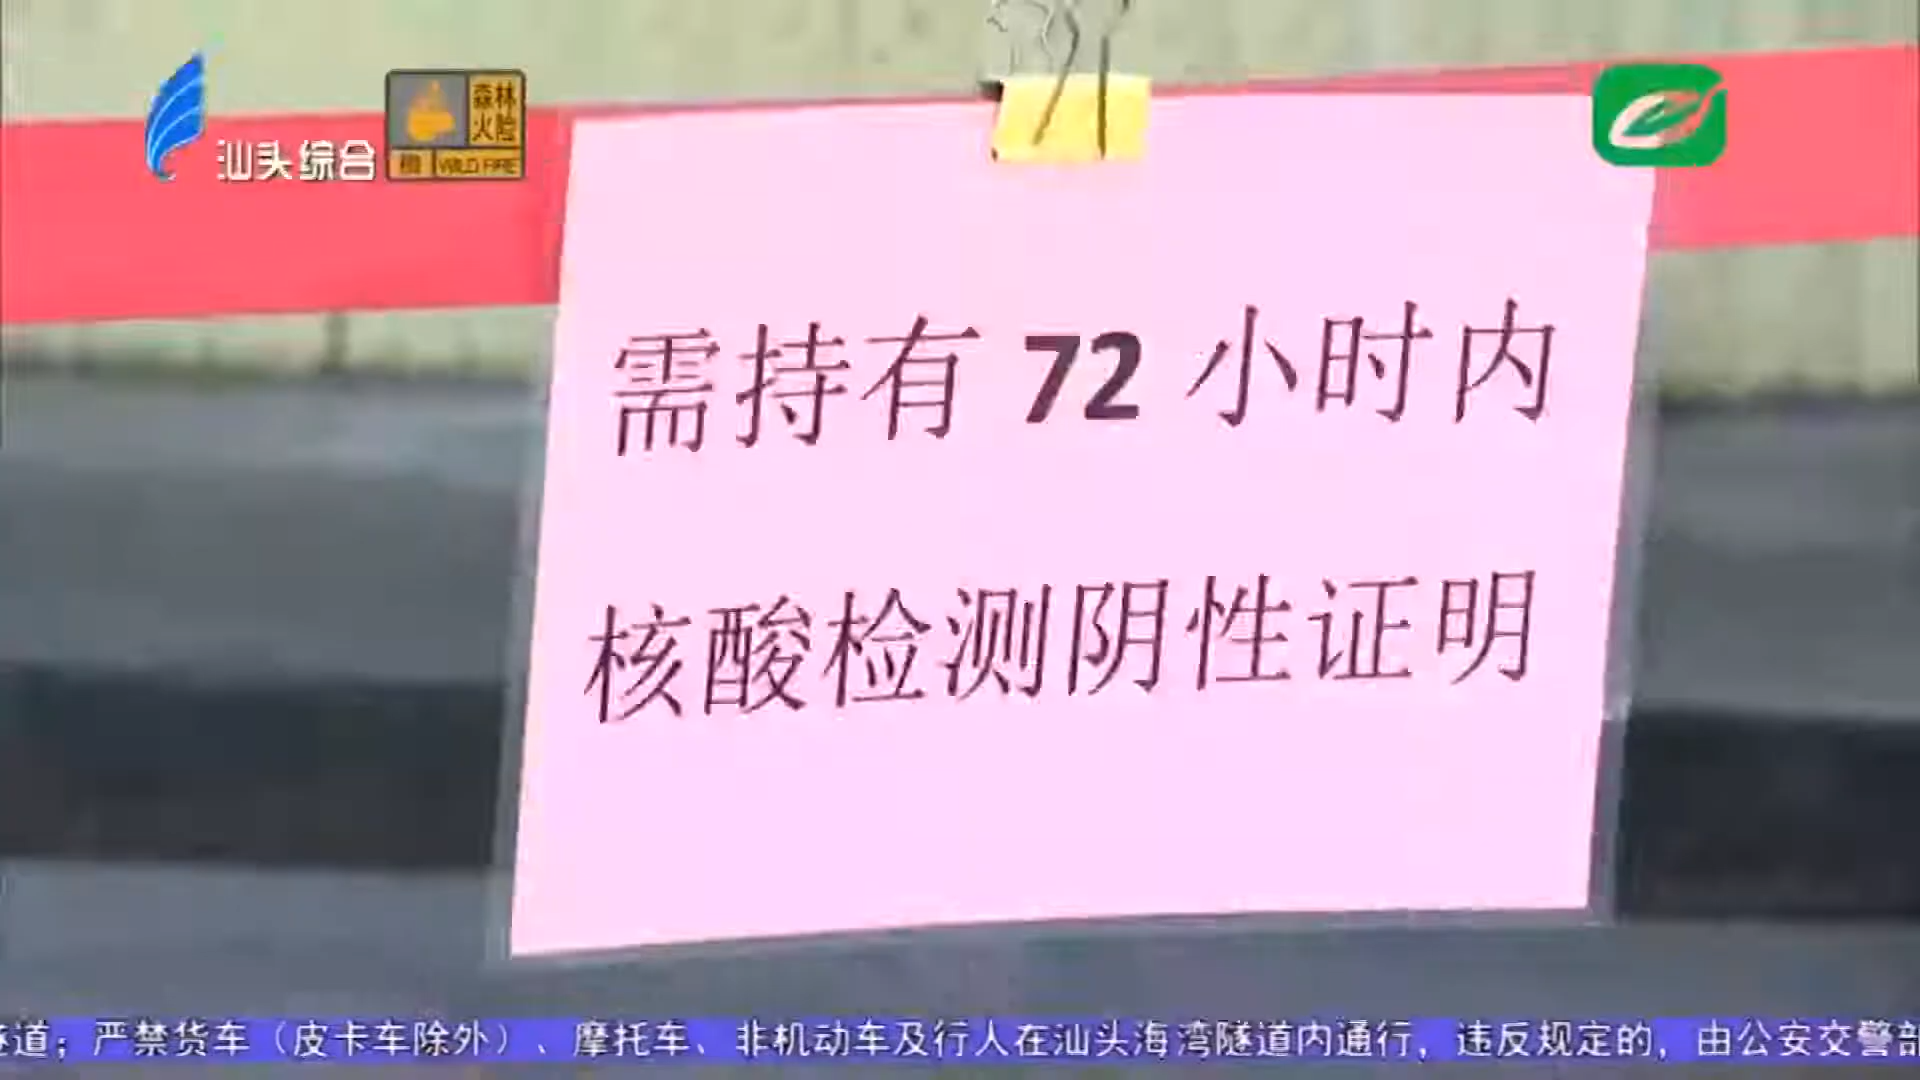 汕头综合
森林
火险
橙 WILD FIRE
需持有 72 小时内
核酸检测阴性证明
隧道；严禁货车（皮卡车除外）、摩托车、非机动车及行人在汕头海湾隧道内通行，违反规定的，由公安交警部